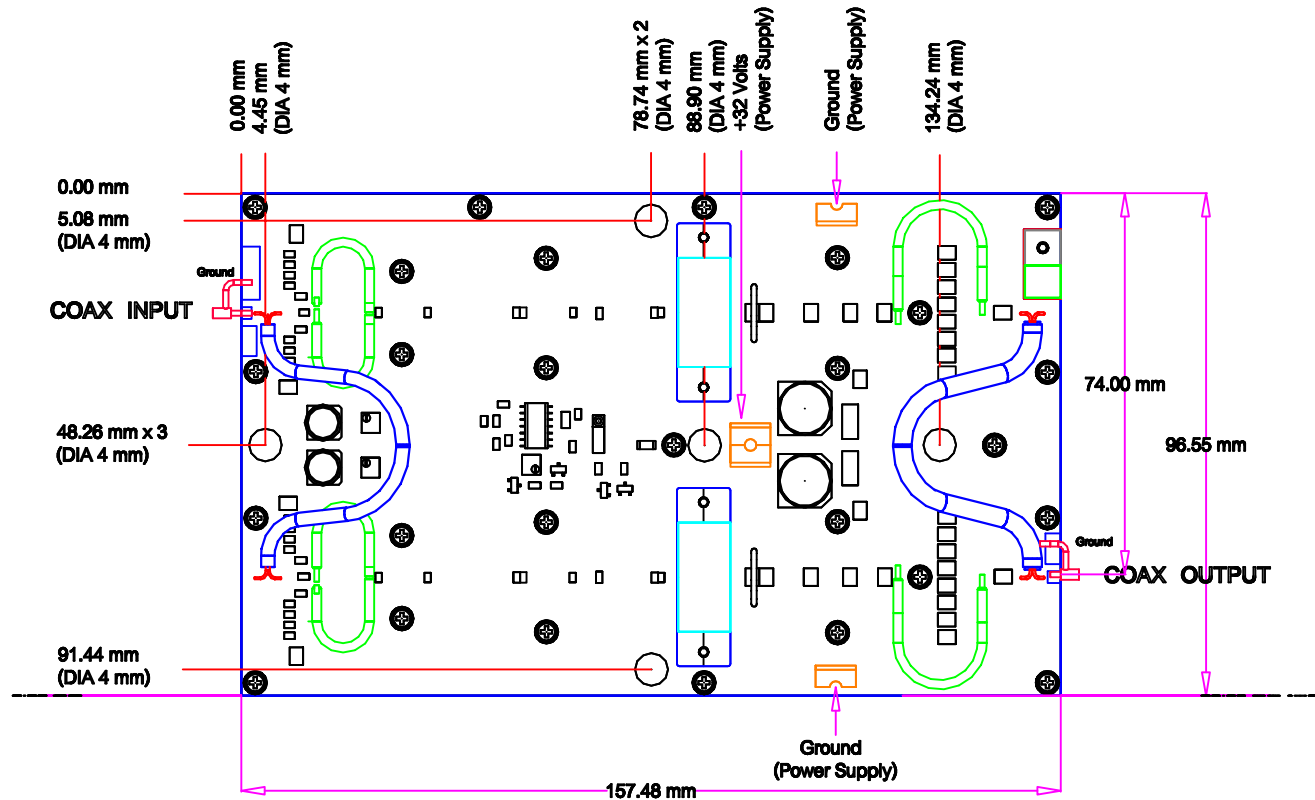 0.00 mm
4.45 mm
(DIA 4 mm)
78.74 mm x 2
(DIA 4 mm)
88.90 mm
(DIA 4 mm)
+32 Volts
(Power Supply)
Ground
(Power Supply)
134.24 mm
(DIA 4 mm)
0.00 mm
5.08 mm
(DIA 4 mm)
Ground
COAX INPUT
74.00 mm
48.26 mm x 3
(DIA 4 mm)
96.55 mm
Ground
COAX OUTPUT
91.44 mm
(DIA 4 mm)
Ground
(Power Supply)
157.48 mm